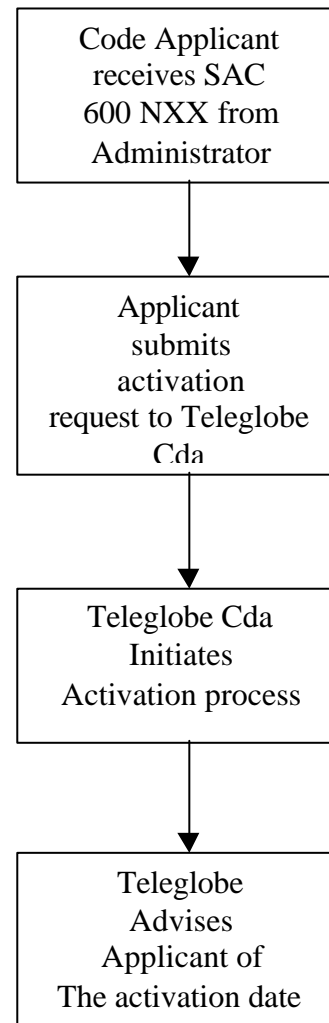 Code Applicant
receives SAC
600 NXX from
Administrator
Applicant
submits
activation
request to Teleglobe
Cda
Teleglobe Cda
Initiates
Activation process
Teleglobe
Advises
Applicant of
The activation date